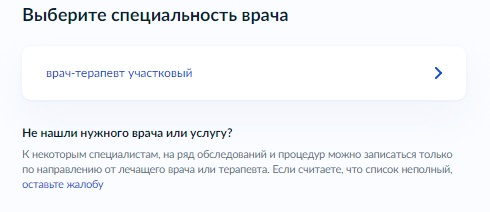 Выберите специальность врача
врач-терапевт участковый
Не нашли нужного врача или услугу?
К некоторым специалистам, на ряд обследований и процедур можно записаться только
по направлению от лечащего врача или терапевта. Если считаете, что список неполный,
оставьте жалобу